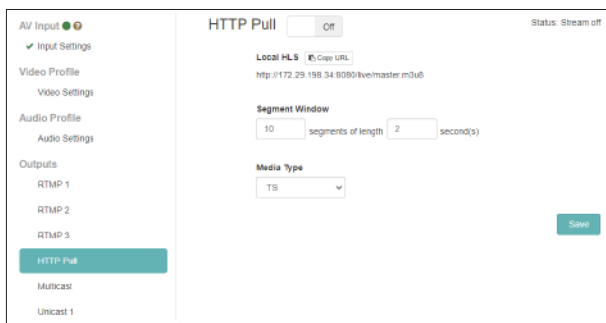 AV Input
Input Settings
Video Profile
Video Settings
Audio Profile
Audio Settings
Outputs
RTMP 1
RTMP 2
RTMP 3
HTTP Pull
Multicast
Unicast 1
HTTP Pull Off
Status: Stream off
Local HLS Copy URL
http://172.29.198.34:8080/live/master.m3u8
Segment Window
10 segments of length 2 second(s)
Media Type
TS
Save